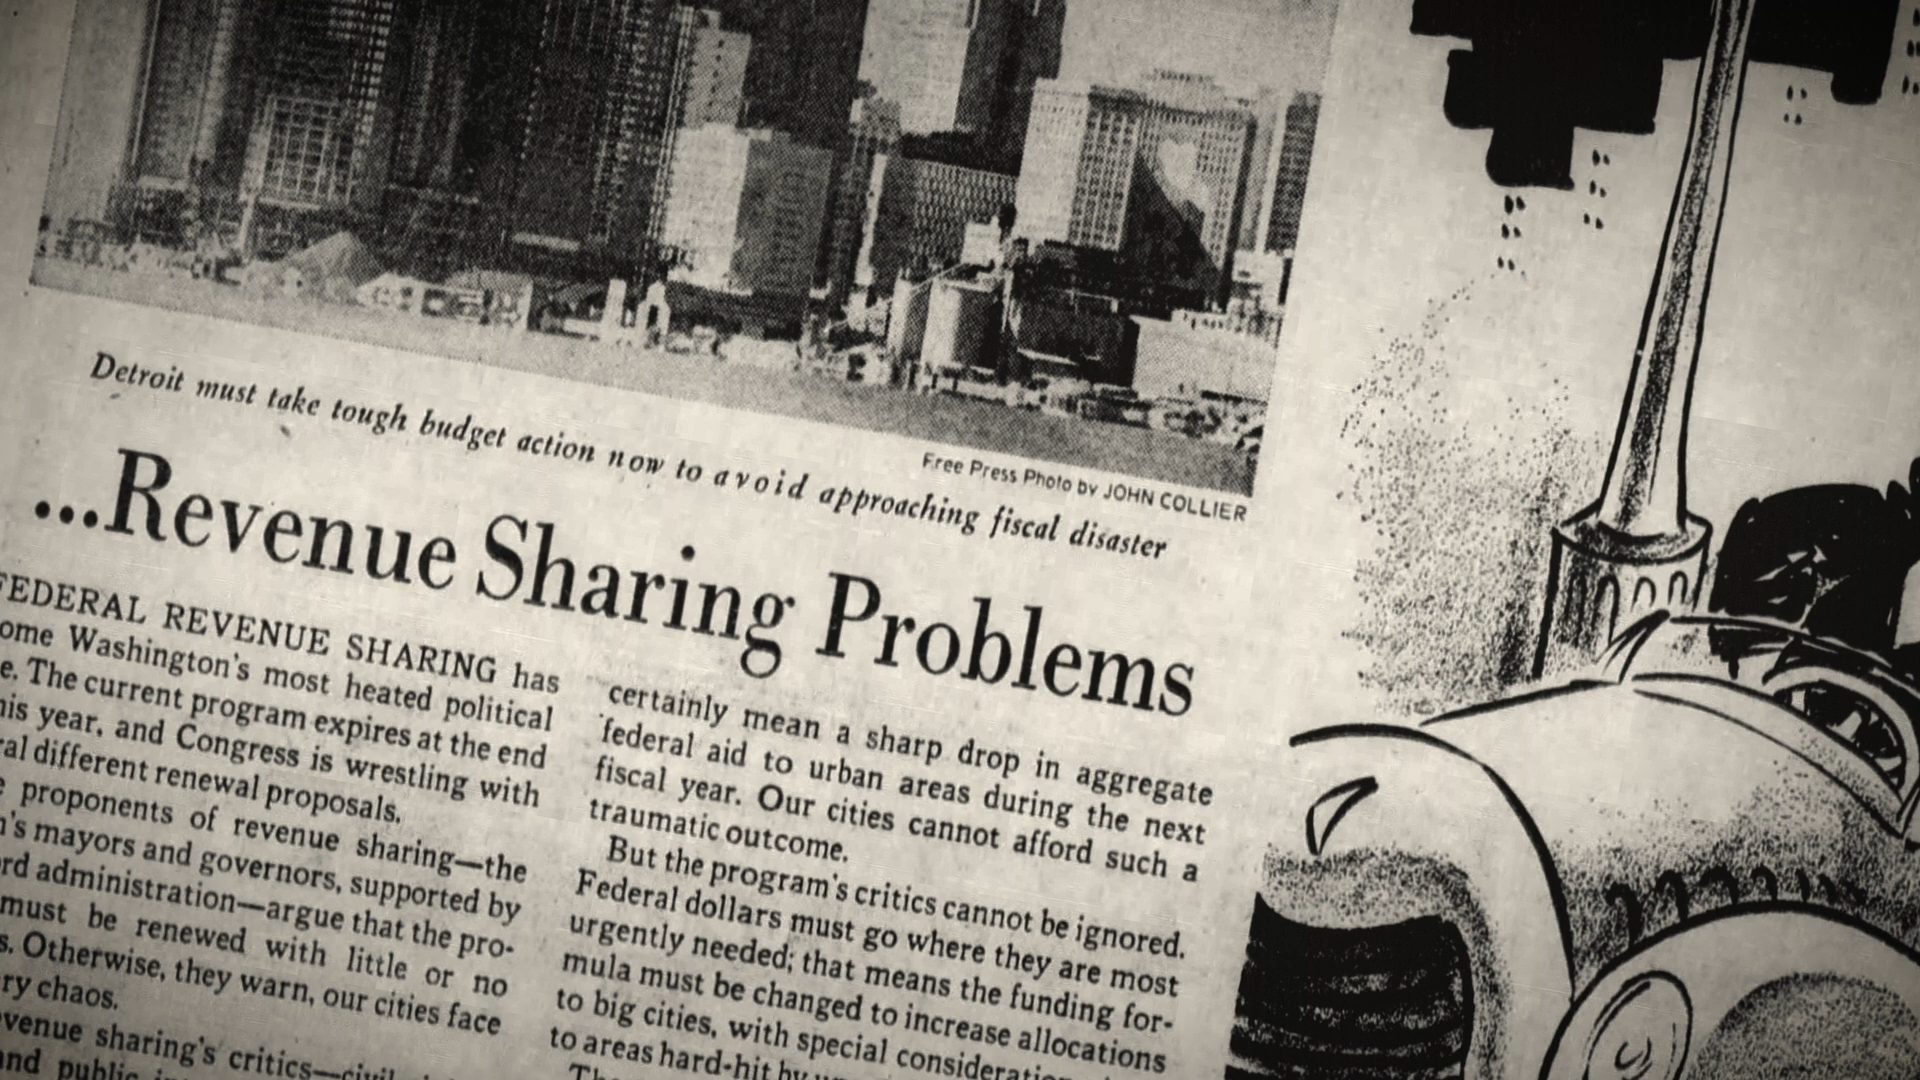 Free Press Photo by JOHN COLLIER
Detroit must take tough budget action now to avoid approaching fiscal disaster
...Revenue Sharing Problems
FEDERAL REVENUE SHARING has
ome Washington's most heated political
e. The current program expires at the end
his year, and Congress is wrestling with
ral different renewal proposals.
e proponents of revenue sharing—the
n's mayors and governors, supported by
rd administration—argue that the pro-
must be renewed with little or no
s. Otherwise, they warn, our cities face
ry chaos.
venue sharing's critics—civil
and public
certainly mean a sharp drop in aggregate
federal aid to urban areas during the next
fiscal year. Our cities cannot afford such a
traumatic outcome.
But the program's critics cannot be ignored.
Federal dollars must go where they are most
urgently needed; that means the funding for-
mula must be changed to increase allocations
to big cities, with special consideration
to areas hard-hit by